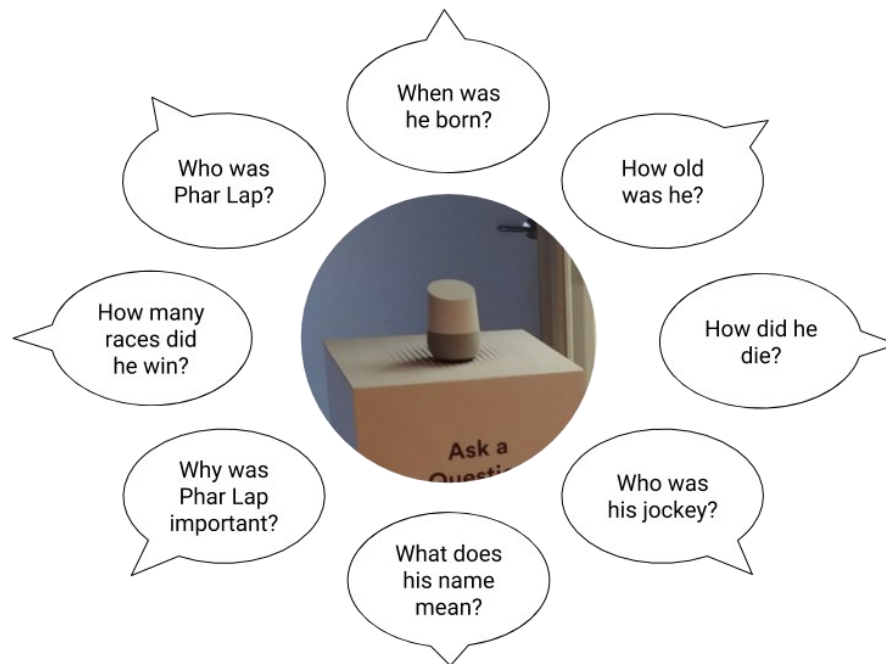 When was
he born?
Who was
Phar Lap?
How old
was he?
How many
races did
he win?
How did he
die?
Ask a
Why was
Phar Lap
important?
Who was
his jockey?
What does
his name
mean?